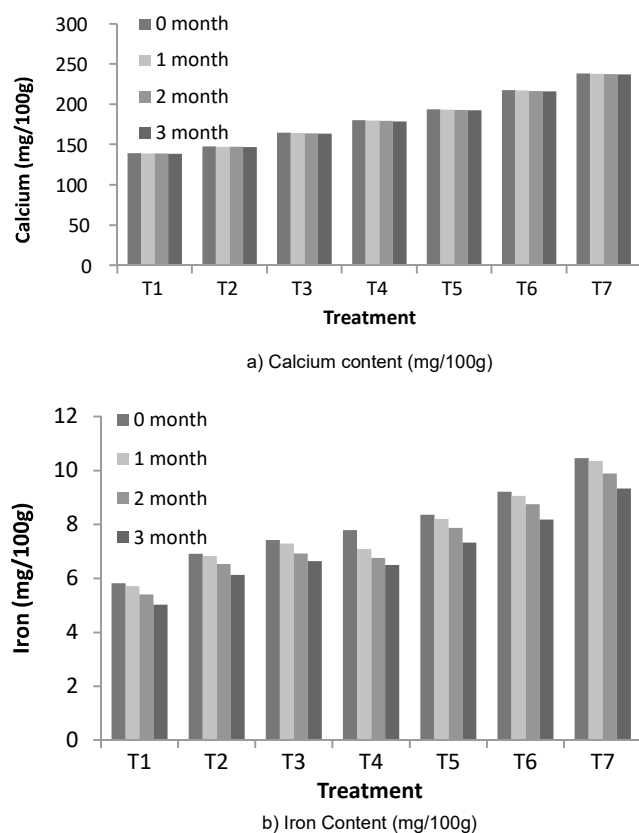 300
250
200
150
100
50
0
Calcium (mg/100g)
0 month
1 month
2 month
3 month
T1 T2 T3 T4 T5 T6 T7
Treatment
a) Calcium content (mg/100g)
12
10
8
6
4
2
0
Iron (mg/100g)
0 month
1 month
2 month
3 month
T1 T2 T3 T4 T5 T6 T7
Treatment
b) Iron Content (mg/100g)